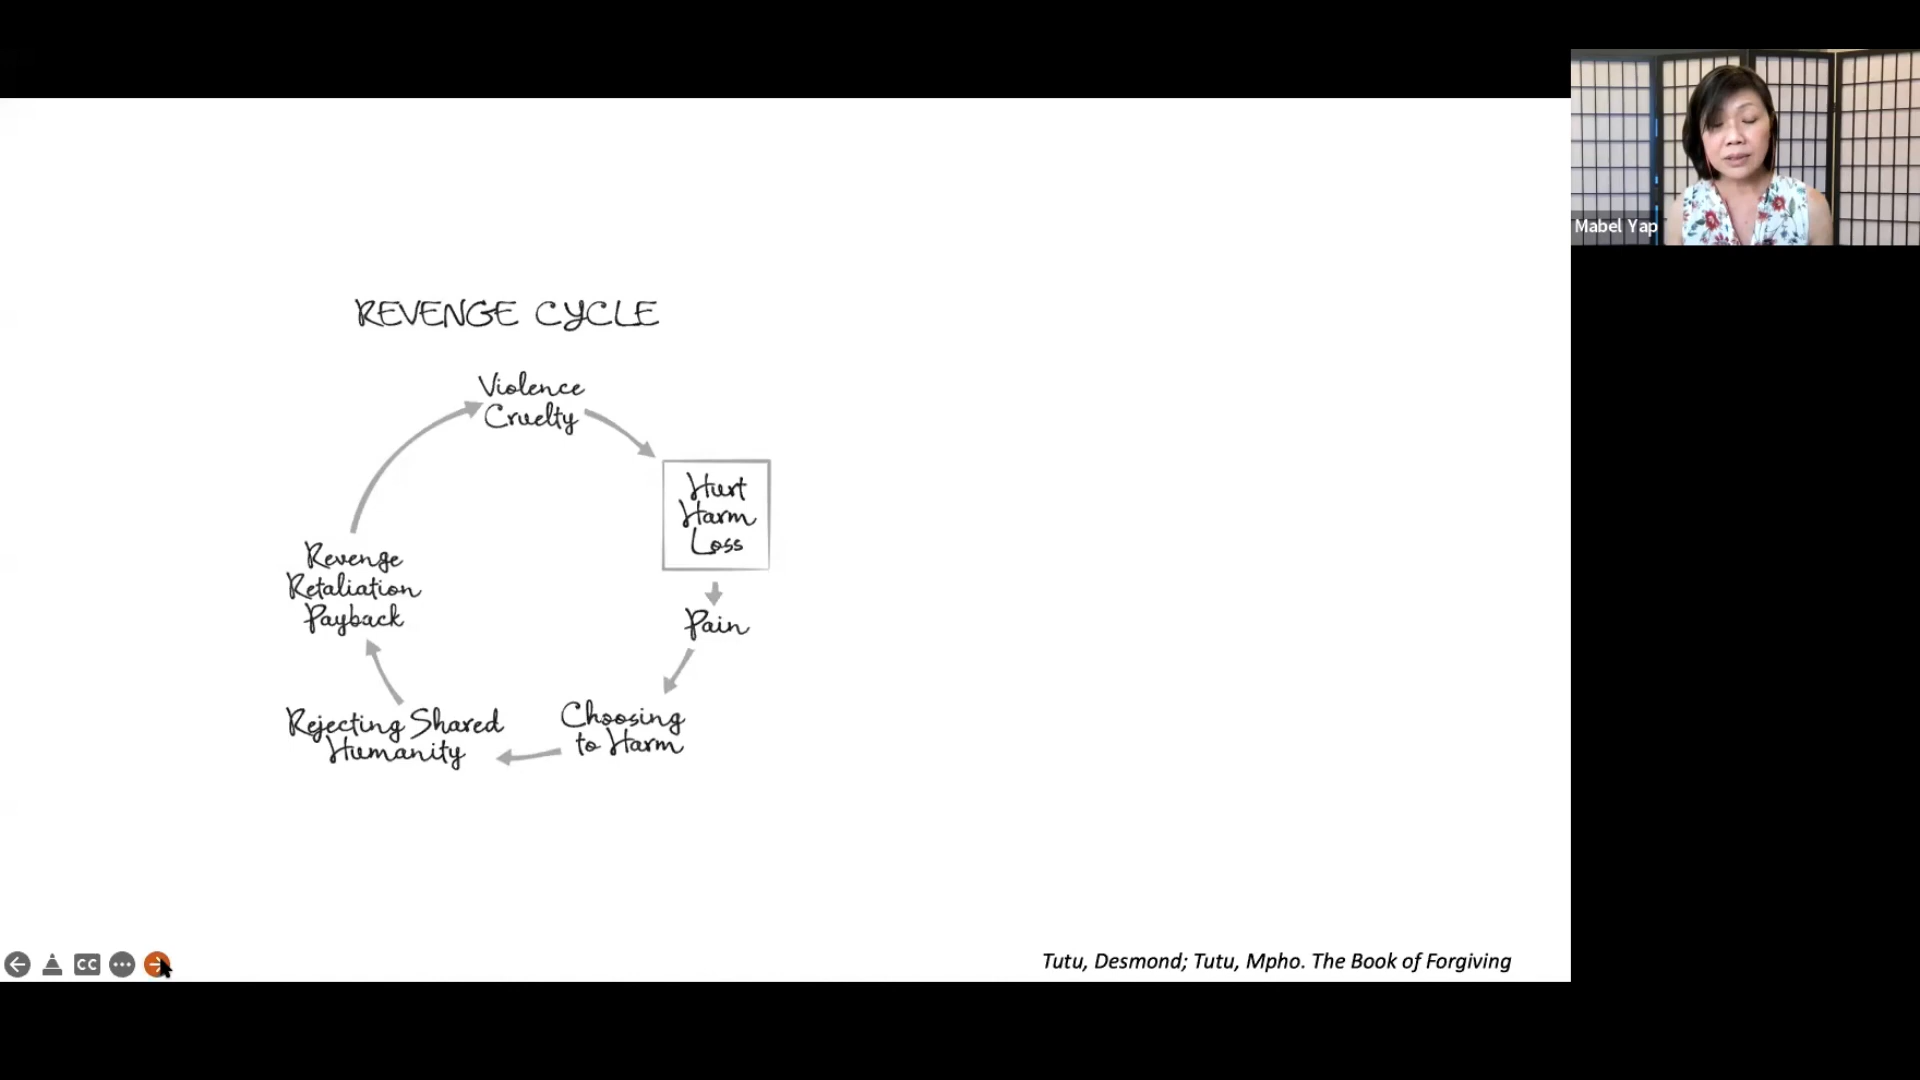 REVENGE CYCLE
Violence
Cruelty
Hurt
Harm
Loss
Pain
Choosing
to Harm
Rejecting Shared
Humanity
Revenge
Retaliation
Payback
Mabel Yap
CC
Tutu, Desmond; Tutu, Mpho. The Book of Forgiving